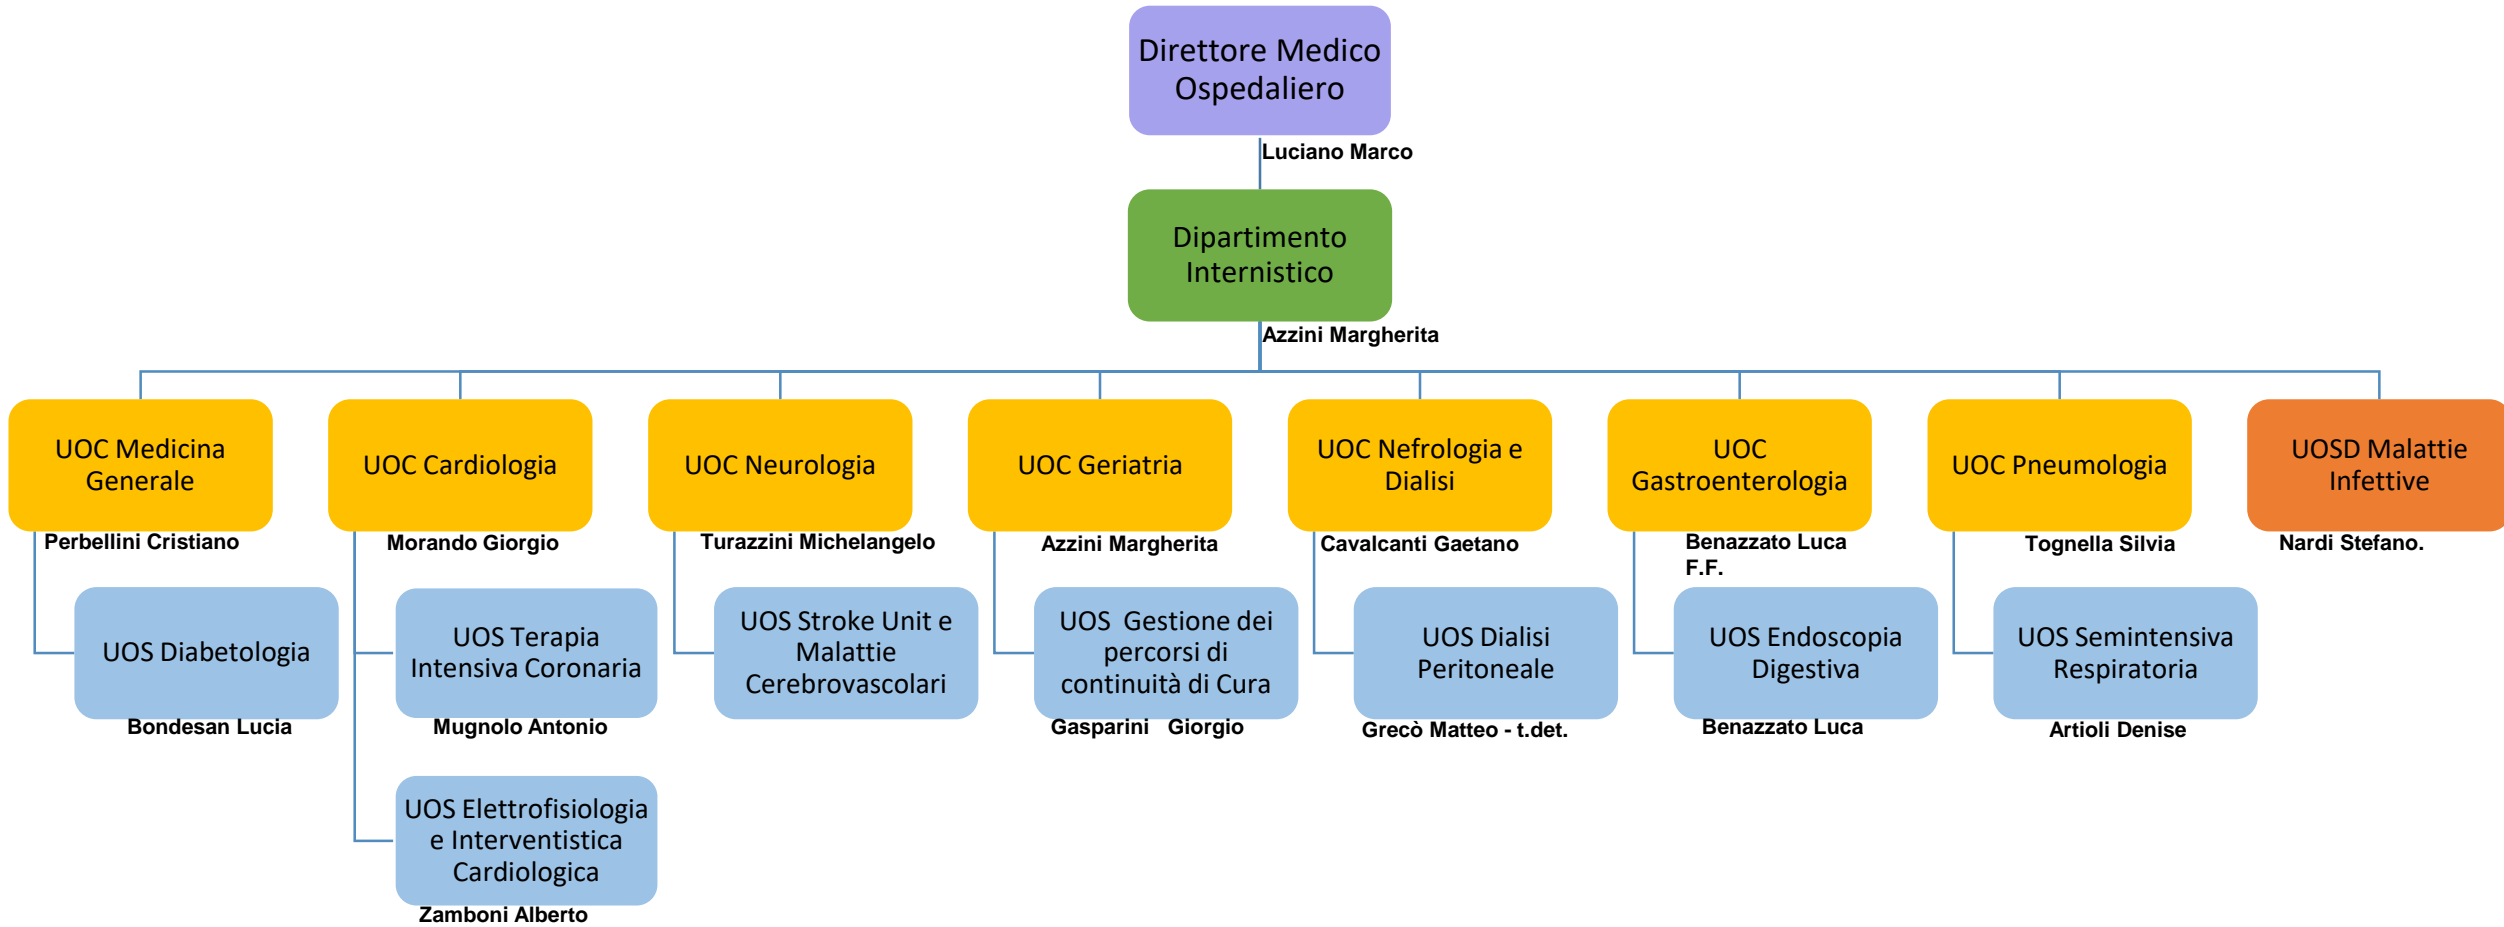 Direttore Medico
Ospedaliero
Luciano Marco
Dipartimento
Internistico
Azzini Margherita
UOC Medicina
Generale
Perbellini Cristiano
UOC Cardiologia
Morando Giorgio
UOC Neurologia
Turazzini Michelangelo
UOC Geriatria
Azzini Margherita
UOC Nefrologia e
Dialisi
Cavalcanti Gaetano
UOC
Gastroenterologia
Benazzato Luca
F.F.
UOC Pneumologia
Tognella Silvia
UOSD Malattie
Infettive
Nardi Stefano.
UOS Diabetologia
Bondesan Lucia
UOS Terapia
Intensiva Coronaria
Mugnolo Antonio
UOS Stroke Unit e
Malattie
Cerebrovascolari
UOS  Gestione dei
percorsi di
continuità di Cura
Gasparini   Giorgio
UOS Dialisi
Peritoneale
Grecò Matteo - t.det.
UOS Endoscopia
Digestiva
Benazzato Luca
UOS Semintensiva
Respiratoria
Artioli Denise
UOS Elettrofisiologia
e Interventistica
Cardiologica
Zamboni Alberto